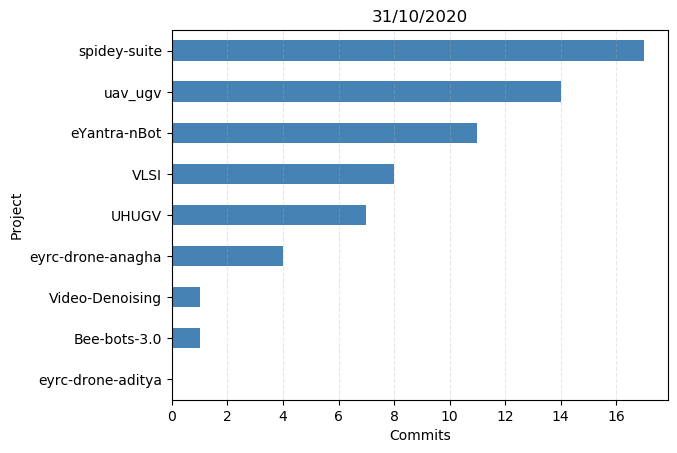 31/10/2020
spidey-suite
uav_ugv
eYantra-nBot
VLSI
UHUGV
eyrc-drone-anagha
Video-Denoising
Bee-bots-3.0
eyrc-drone-aditya
Project
0 2 4 6 8 10 12 14 16
Commits